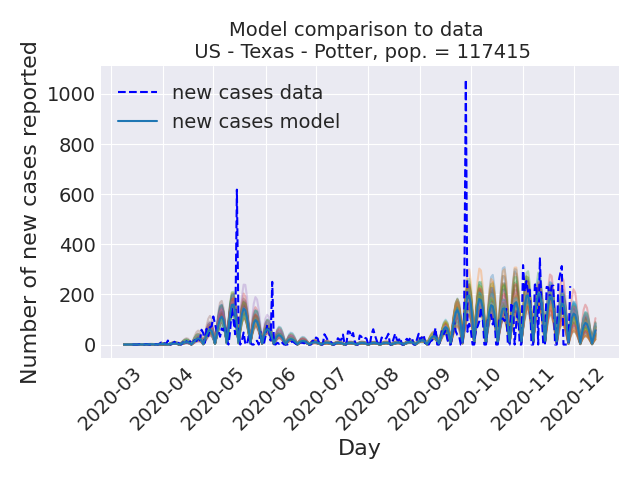 Model comparison to data
US - Texas - Potter, pop. = 117415
Number of new cases reported
1000
800
600
400
200
0
new cases data
new cases model
2020-03
2020-04
2020-05
2020-06
2020-07
2020-08
2020-09
2020-10
2020-11
2020-12
Day